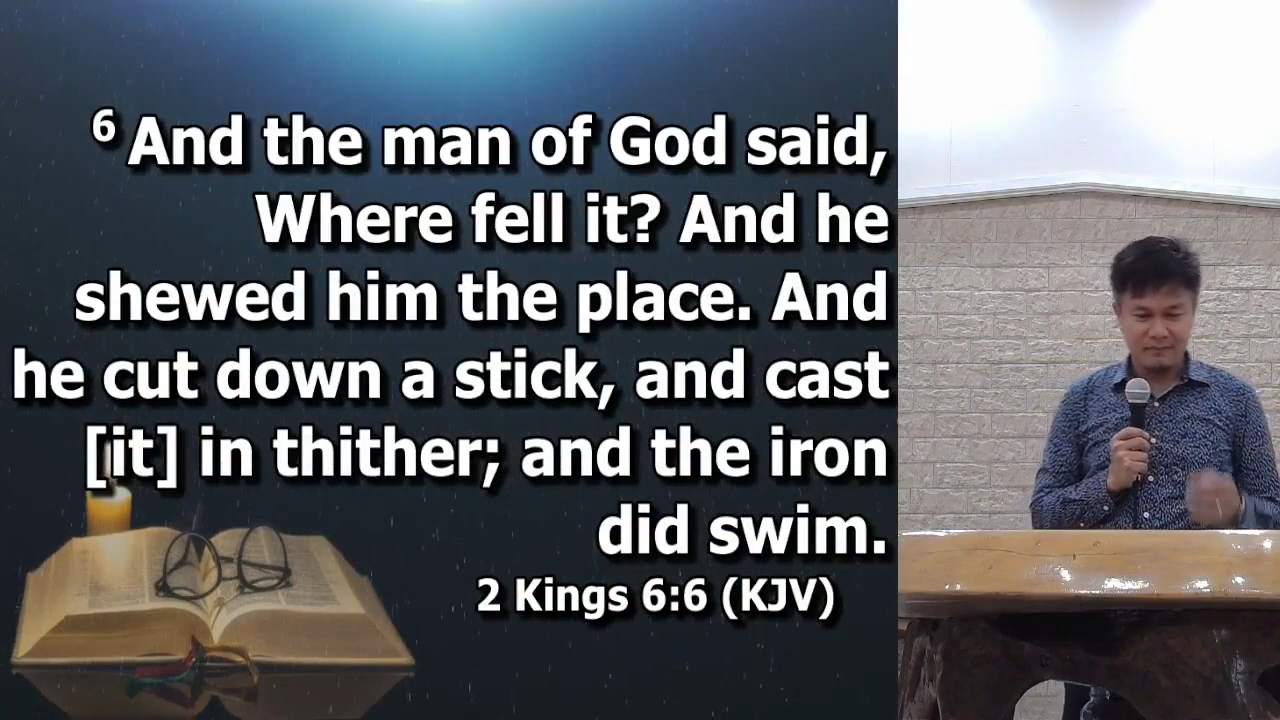 6 And the man of God said,
Where fell it? And he
shewed him the place. And
he cut down a stick, and cast
[it] in thither; and the iron
did swim.
2 Kings 6:6 (KJV)